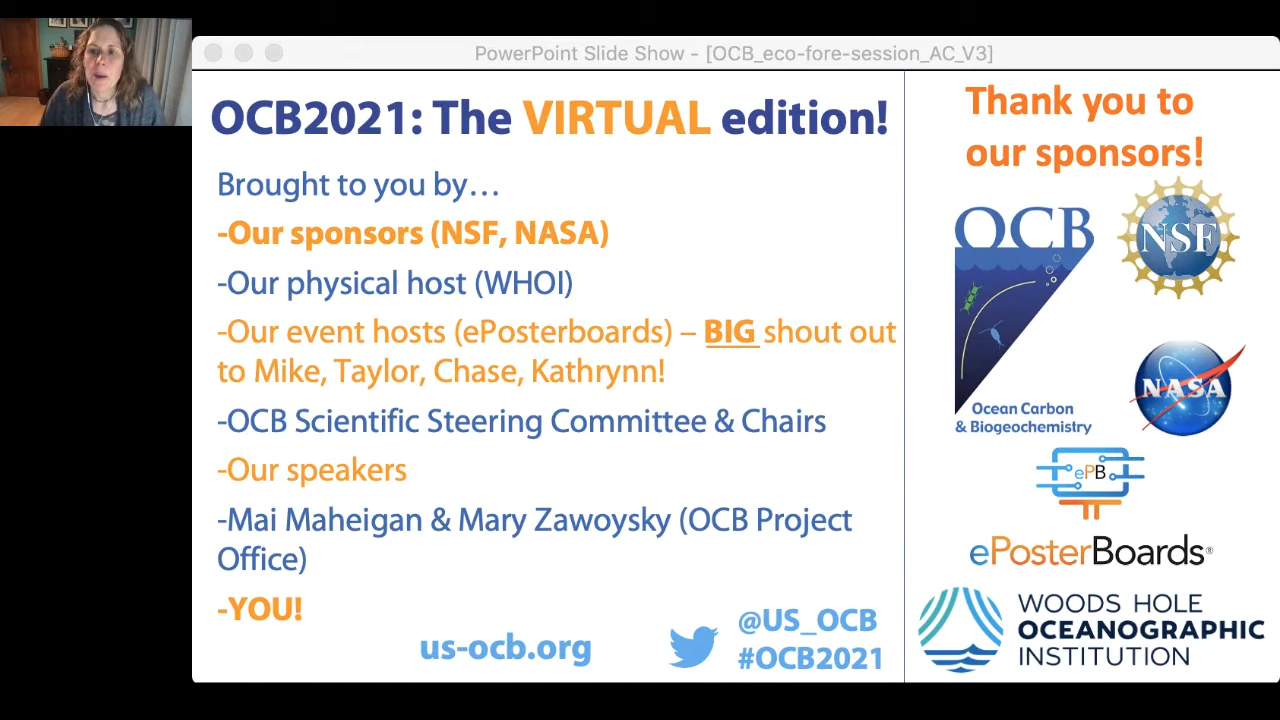 PowerPoint Slide Show - [OCB_eco-fore-session_AC_V3]
OCB2021: The VIRTUAL edition!
Brought to you by…
-Our sponsors (NSF, NASA)
-Our physical host (WHOI)
-Our event hosts (ePosterboards) – BIG shout out
to Mike, Taylor, Chase, Kathrynn!
-OCB Scientific Steering Committee & Chairs
-Our speakers
-Mai Maheigan & Mary Zawoysky (OCB Project
Office)
-YOU!
us-ocb.org
@US_OCB
#OCB2021
Thank you to
our sponsors!
OCB
Ocean Carbon
& Biogeochemistry
NSF
NASA
ePB
ePosterBoards®
WOODS HOLE
OCEANOGRAPHIC
INSTITUTION